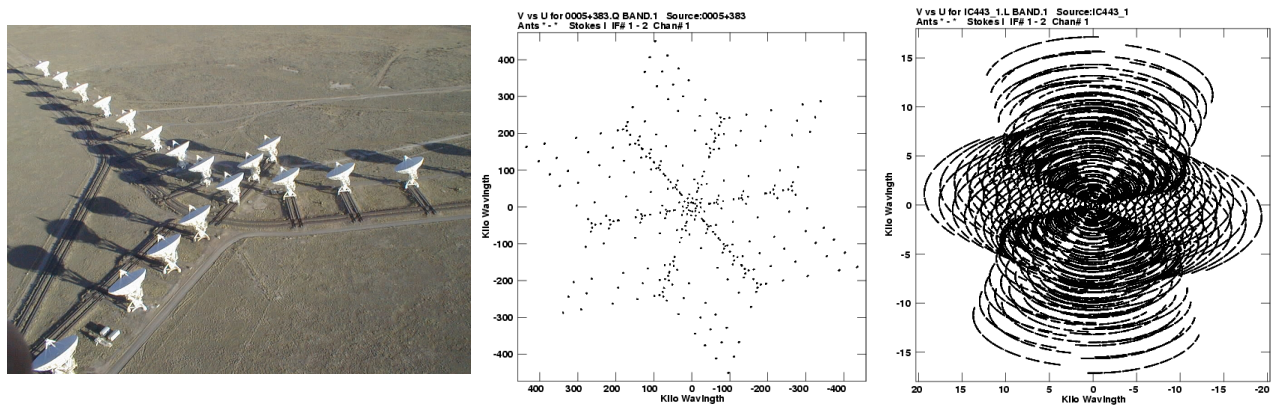 V vs U for 0005+383.Q BAND.1 Source:0005+383
Ants * - * Stokes I IF# 1 - 2 Chan# 1
400
300
200
100
0
-100
-200
-300
-400
Kilo Wavlngth
400 300 200 100 0 -100 -200 -300 -400
Kilo Wavlngth
V vs U for IC443_1.L BAND.1 Source:IC443_1
Ants * - * Stokes I IF# 1 - 2 Chan# 1
15
10
5
0
-5
-10
-15
Kilo Wavlngth
20 15 10 5 0 -5 -10 -15 -20
Kilo Wavlngth